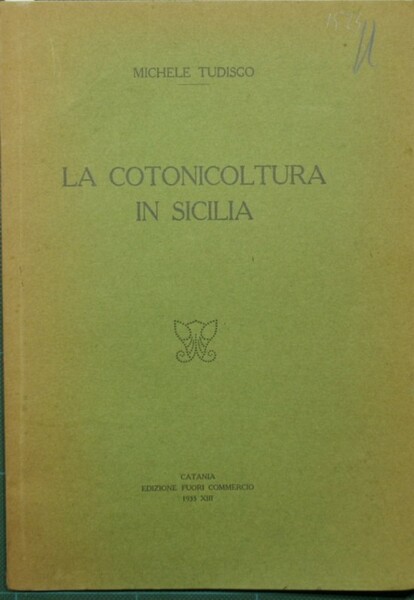 MICHELE TUDISCO
LA COTONICOLTURA
IN SICILIA
CATANIA
EDIZIONE FUORI COMMERCIO
1935 XIII